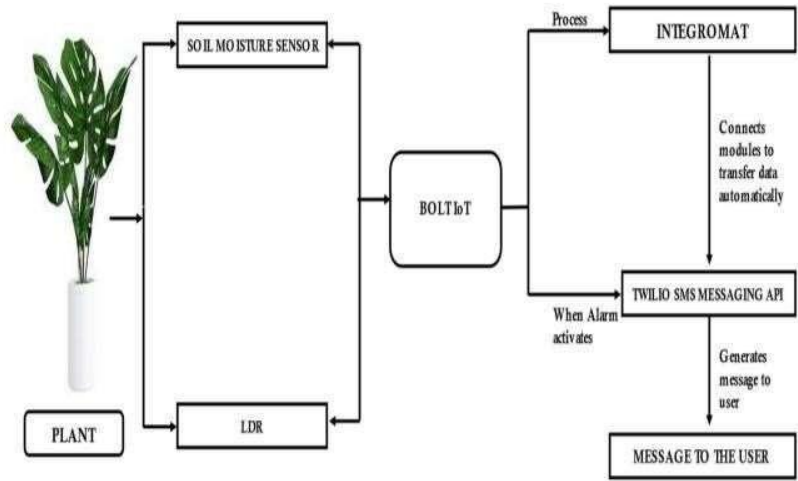 SOIL MOISTURE SENSOR
Process
INTEGROMAT
Connects
modules to
transfer data
automatically
BOLT IoT
TWILIO SMS MESSAGING API
When Alarm
activates
Generates
message to
user
PLANT
LDR
MESSAGE TO THE USER